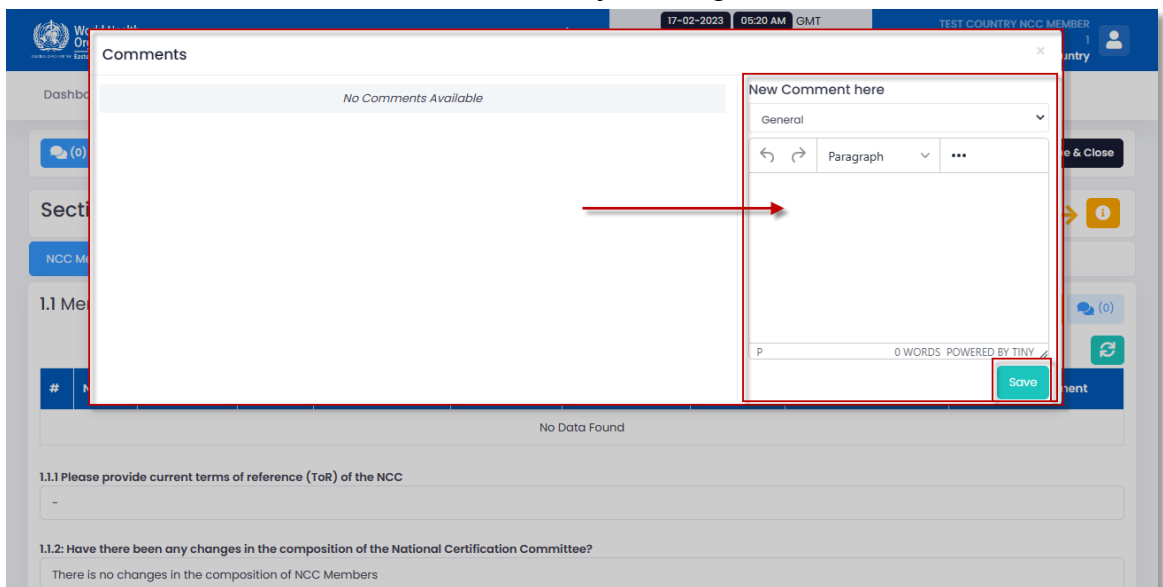 17-02-2023 05:20 AM GMT
TEST COUNTRY NCC MEMBER
1
Comments
×
No Comments Available
New Comment here
General
Paragraph
•••
(0)
& Close
NCC
1.1
(0)
P 0 WORDS POWERED BY TINY
Save
#
No Data Found
1.1.1 Please provide current terms of reference (ToR) of the NCC
-
1.1.2: Have there been any changes in the composition of the National Certification Committee?
There is no changes in the composition of NCC Members